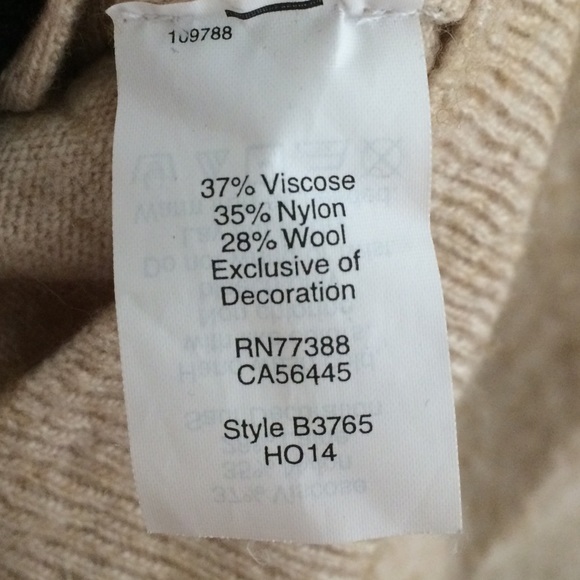 109788
37% Viscose
35% Nylon
28% Wool
Exclusive of
Decoration
RN77388
CA56445
Style B3765
HO14